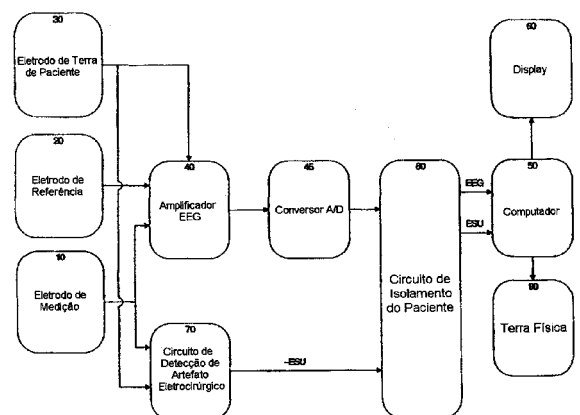 30
Eletrodo de Terra
de Paciente
20
Eletrodo de
Referência
10
Eletrodo de
Medição
40
Amplificador
EEG
70
Circuito de
Detecção de
Artefato
Eletrocirúrgico
45
Conversor A/D
~ESU
80
Circuito de
Isolamento
do Paciente
EEG
ESU
60
Display
50
Computador
90
Terra Física